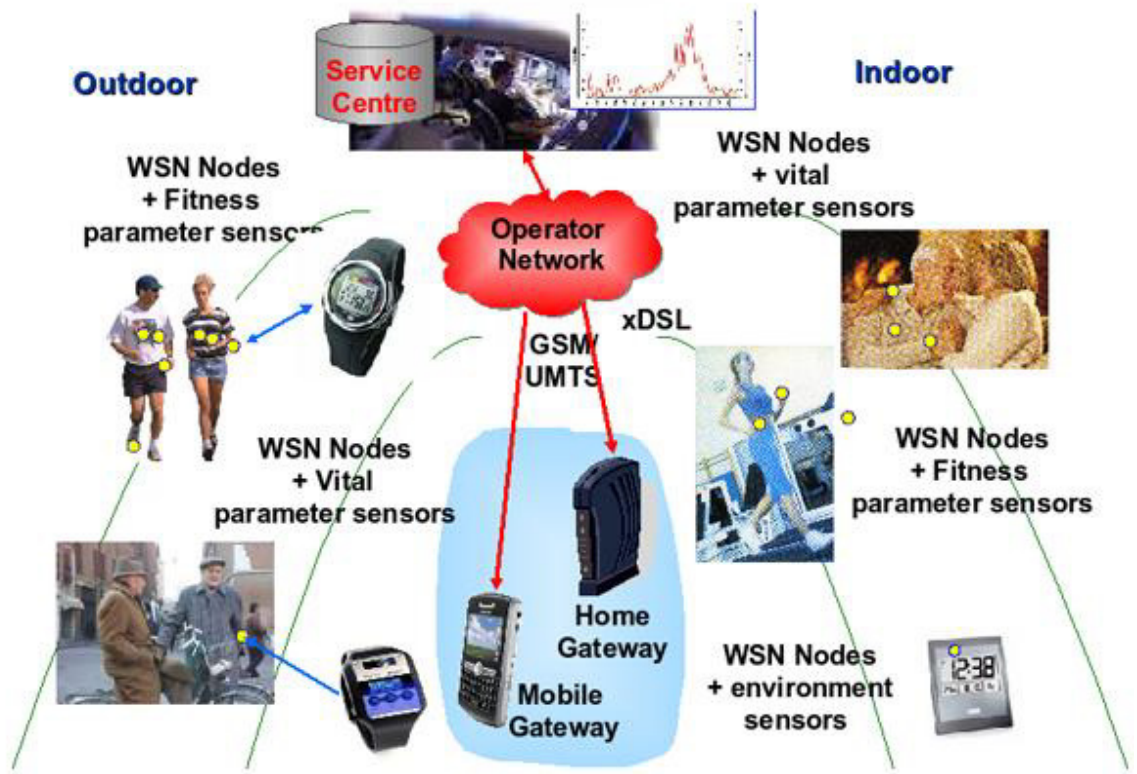 Outdoor
Service
Centre
Indoor
WSN Nodes
+ Fitness
parameter sensors
WSN Nodes
+ vital
parameter sensors
Operator
Network
xDSL
GSM/
UMTS
WSN Nodes
+ Vital
parameter sensors
WSN Nodes
+ Fitness
parameter sensors
Home
Gateway
Mobile
Gateway
WSN Nodes
+ environment
sensors
12:38